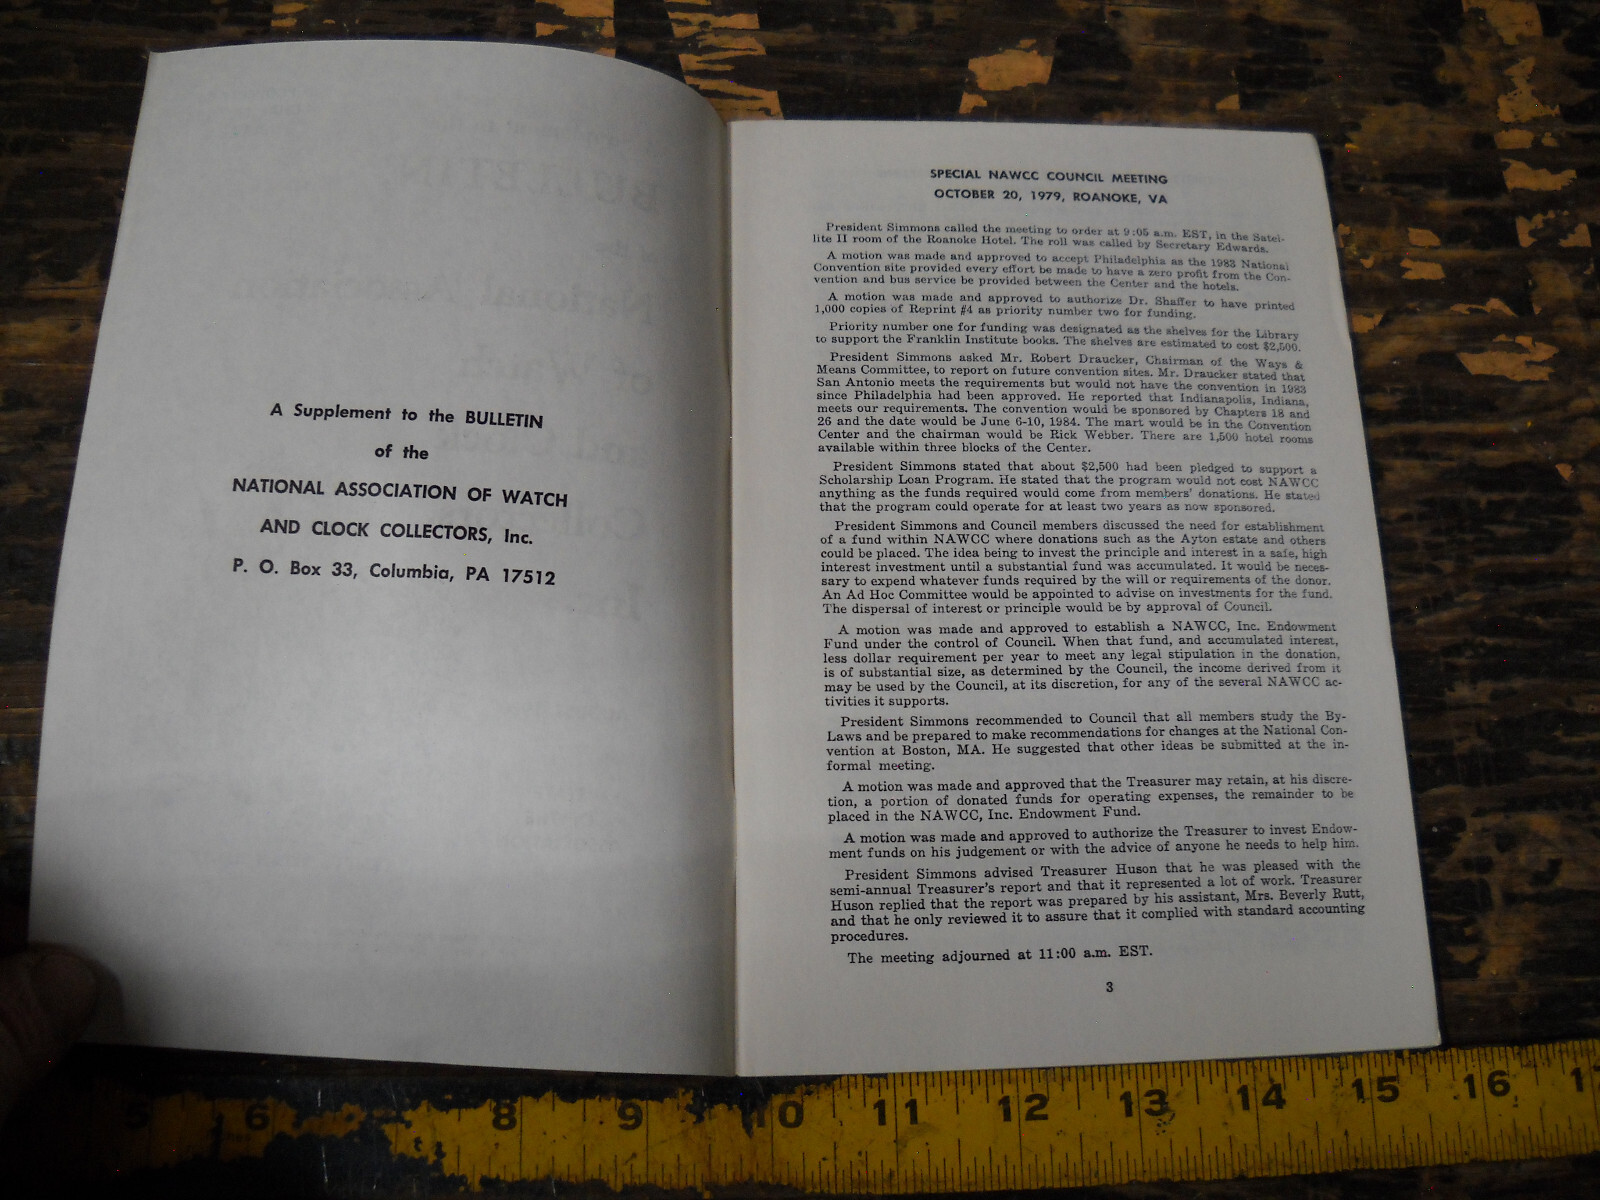 A Supplement to the BULLETIN
of the
NATIONAL ASSOCIATION OF WATCH
AND CLOCK COLLECTORS, Inc.
P. O. Box 33, Columbia, PA 17512
SPECIAL NAWCC COUNCIL MEETING
OCTOBER 20, 1979, ROANOKE, VA
President Simmons called the meeting to order at 9:05 a.m. EST, in the Satel-
lite II room of the Roanoke Hotel. The roll was called by Secretary Edwards.
A motion was made and approved to accept Philadelphia as the 1983 National
Convention site provided every effort be made to have a zero profit from the Con-
vention and bus service be provided between the Center and the hotels.
A motion was made and approved to authorize Dr. Shaffer to have printed
1,000 copies of Reprint #4 as priority number two for funding.
Priority number one for funding was designated as the shelves for the Library
to support the Franklin Institute books. The shelves are estimated to cost $2,500.
President Simmons asked Mr. Robert Draucker, Chairman of the Ways &
Means Committee, to report on future convention sites. Mr. Draucker stated that
San Antonio meets the requirements but would not have the convention in 1983
since Philadelphia had been approved. He reported that Indianapolis, Indiana,
meets our requirements. The convention would be sponsored by Chapters 18 and
26 and the date would be June 6-10, 1984. The mart would be in the Convention
Center and the chairman would be Rick Webber. There are 1,500 hotel rooms
available within three blocks of the Center.
President Simmons stated that about $2,500 had been pledged to support a
Scholarship Loan Program. He stated that the program would not cost NAWCC
anything as the funds required would come from members' donations. He stated
that the program could operate for at least two years as now sponsored.
President Simmons and Council members discussed the need for establishment
of a fund within NAWCC where donations such as the Ayton estate and others
could be placed. The idea being to invest the principle and interest in a safe, high
interest investment until a substantial fund was accumulated. It would be neces-
sary to expend whatever funds required by the will or requirements of the donor.
An Ad Hoc Committee would be appointed to advise on investments for the fund.
The dispersal of interest or principle would be by approval of Council.
A motion was made and approved to establish a NAWCC, Inc. Endowment
Fund under the control of Council. When that fund, and accumulated interest,
less dollar requirement per year to meet any legal stipulation in the donation,
is of substantial size, as determined by the Council, the income derived from it
may be used by the Council, at its discretion, for any of the several NAWCC ac-
tivities it supports.
President Simmons recommended to Council that all members study the By-
Laws and be prepared to make recommendations for changes at the National Con-
vention at Boston, MA. He suggested that other ideas be submitted at the in-
formal meeting.
A motion was made and approved that the Treasurer may retain, at his discre-
tion, a portion of donated funds for operating expenses, the remainder to be
placed in the NAWCC, Inc. Endowment Fund.
A motion was made and approved to authorize the Treasurer to invest Endow-
ment funds on his judgement or with the advice of anyone he needs to help him.
President Simmons advised Treasurer Huson that he was pleased with the
semi-annual Treasurer's report and that it represented a lot of work. Treasurer
Huson replied that the report was prepared by his assistant, Mrs. Beverly Rutt,
and that he only reviewed it to assure that it complied with standard accounting
procedures.
The meeting adjourned at 11:00 a.m. EST.
3
5 6 8 9 10 11 12 13 14 15 16